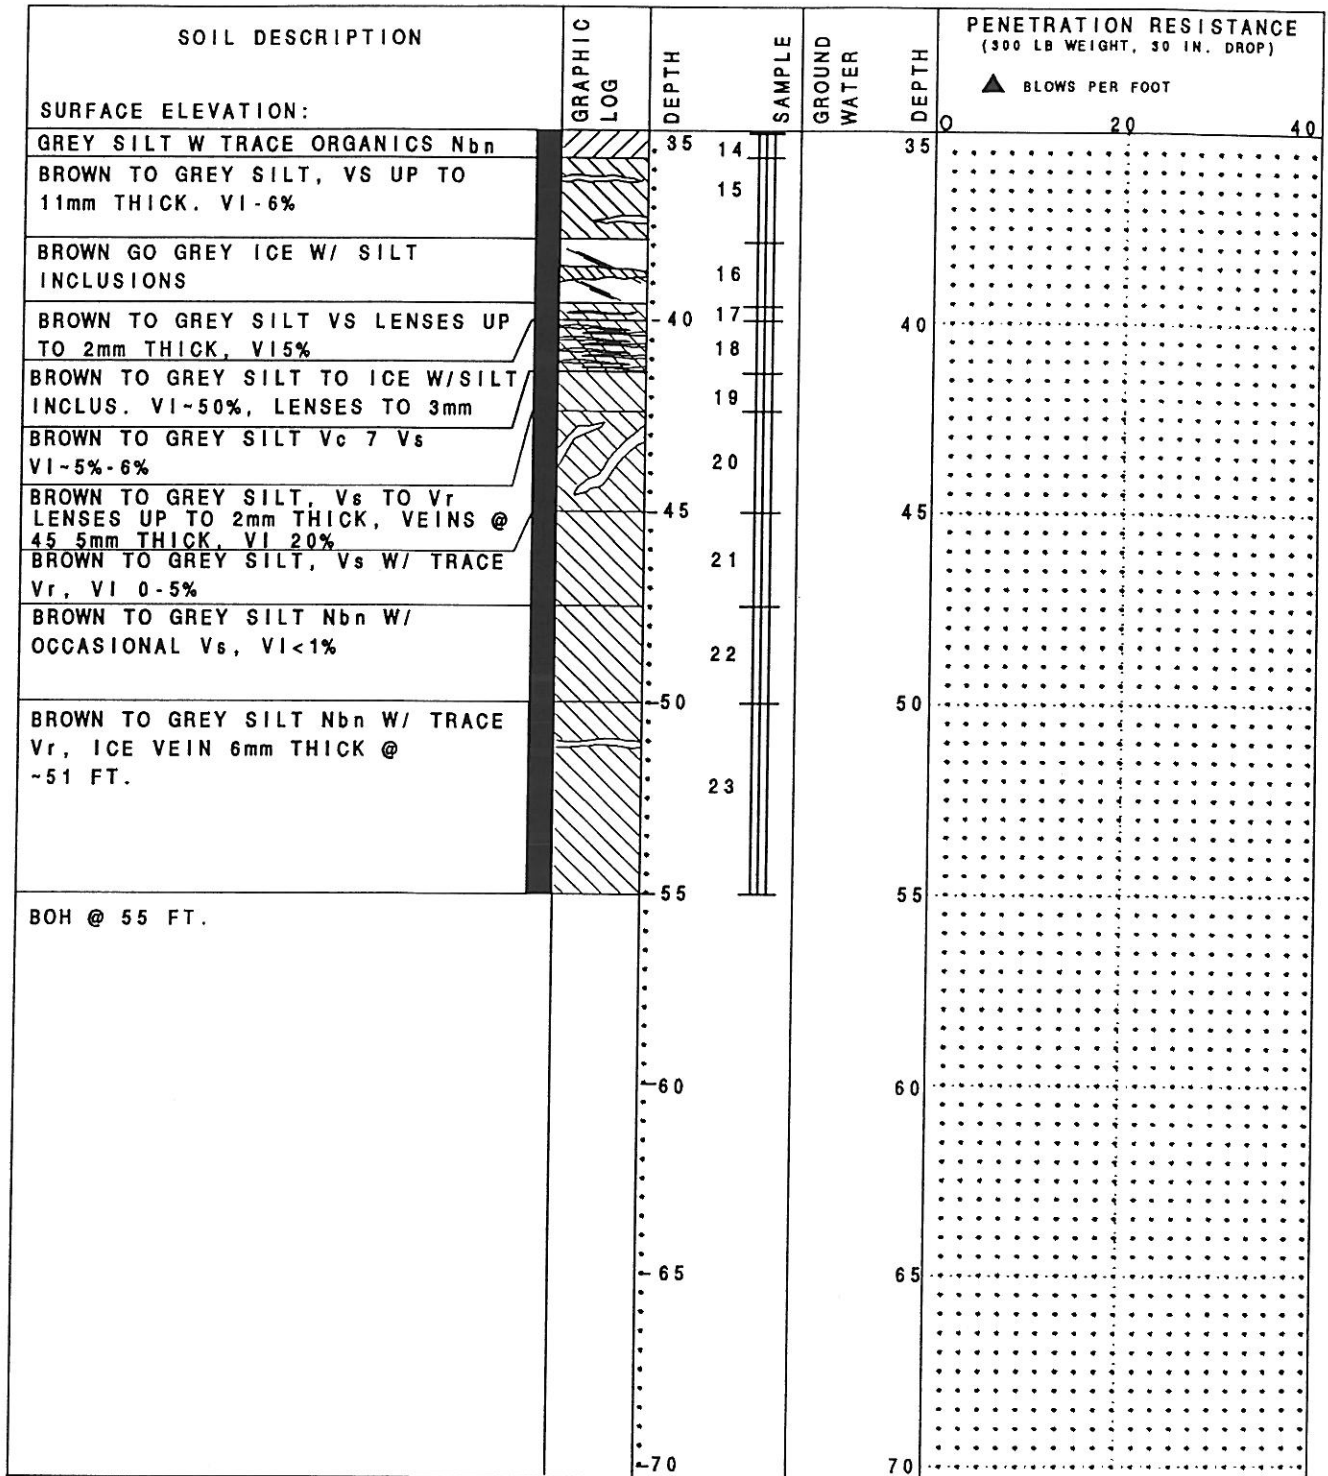 SOIL DESCRIPTION
SURFACE ELEVATION:
GRAPHIC
LOG
DEPTH
SAMPLE
GROUND
WATER
DEPTH
PENETRATION RESISTANCE
(300 LB WEIGHT, 30 IN. DROP)
BLOWS PER FOOT
0 20 40
GREY SILT W TRACE ORGANICS Nbn
BROWN TO GREY SILT, VS UP TO
11mm THICK. VI-6%
BROWN GO GREY ICE W/ SILT
INCLUSIONS
BROWN TO GREY SILT VS LENSES UP
TO 2mm THICK, VI5%
BROWN TO GREY SILT TO ICE W/SILT
INCLUS. VI~50%, LENSES TO 3mm
BROWN TO GREY SILT Vc 7 Vs
VI~5%-6%
BROWN TO GREY SILT, Vs TO Vr
LENSES UP TO 2mm THICK, VEINS @
45 5mm THICK, VI 20%
BROWN TO GREY SILT, Vs W/ TRACE
Vr, VI 0-5%
BROWN TO GREY SILT Nbn W/
OCCASIONAL Vs, VI<1%
BROWN TO GREY SILT Nbn W/ TRACE
Vr, ICE VEIN 6mm THICK @
~51 FT.
BOH @ 55 FT.
35
40
45
50
55
60
65
70
14
15
16
17
18
19
20
21
22
23
35
40
45
50
55
60
65
70